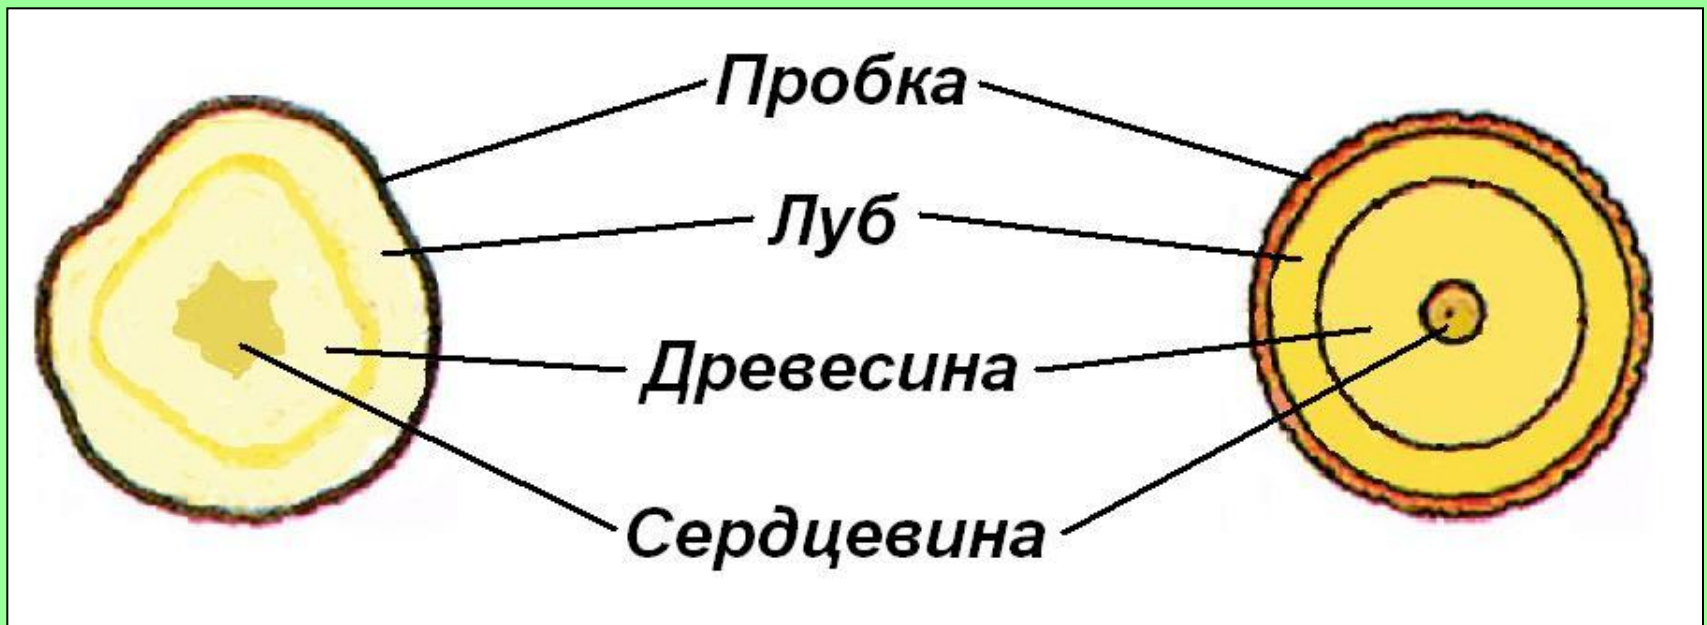 Пробка
Луб
Древесина
Сердцевина